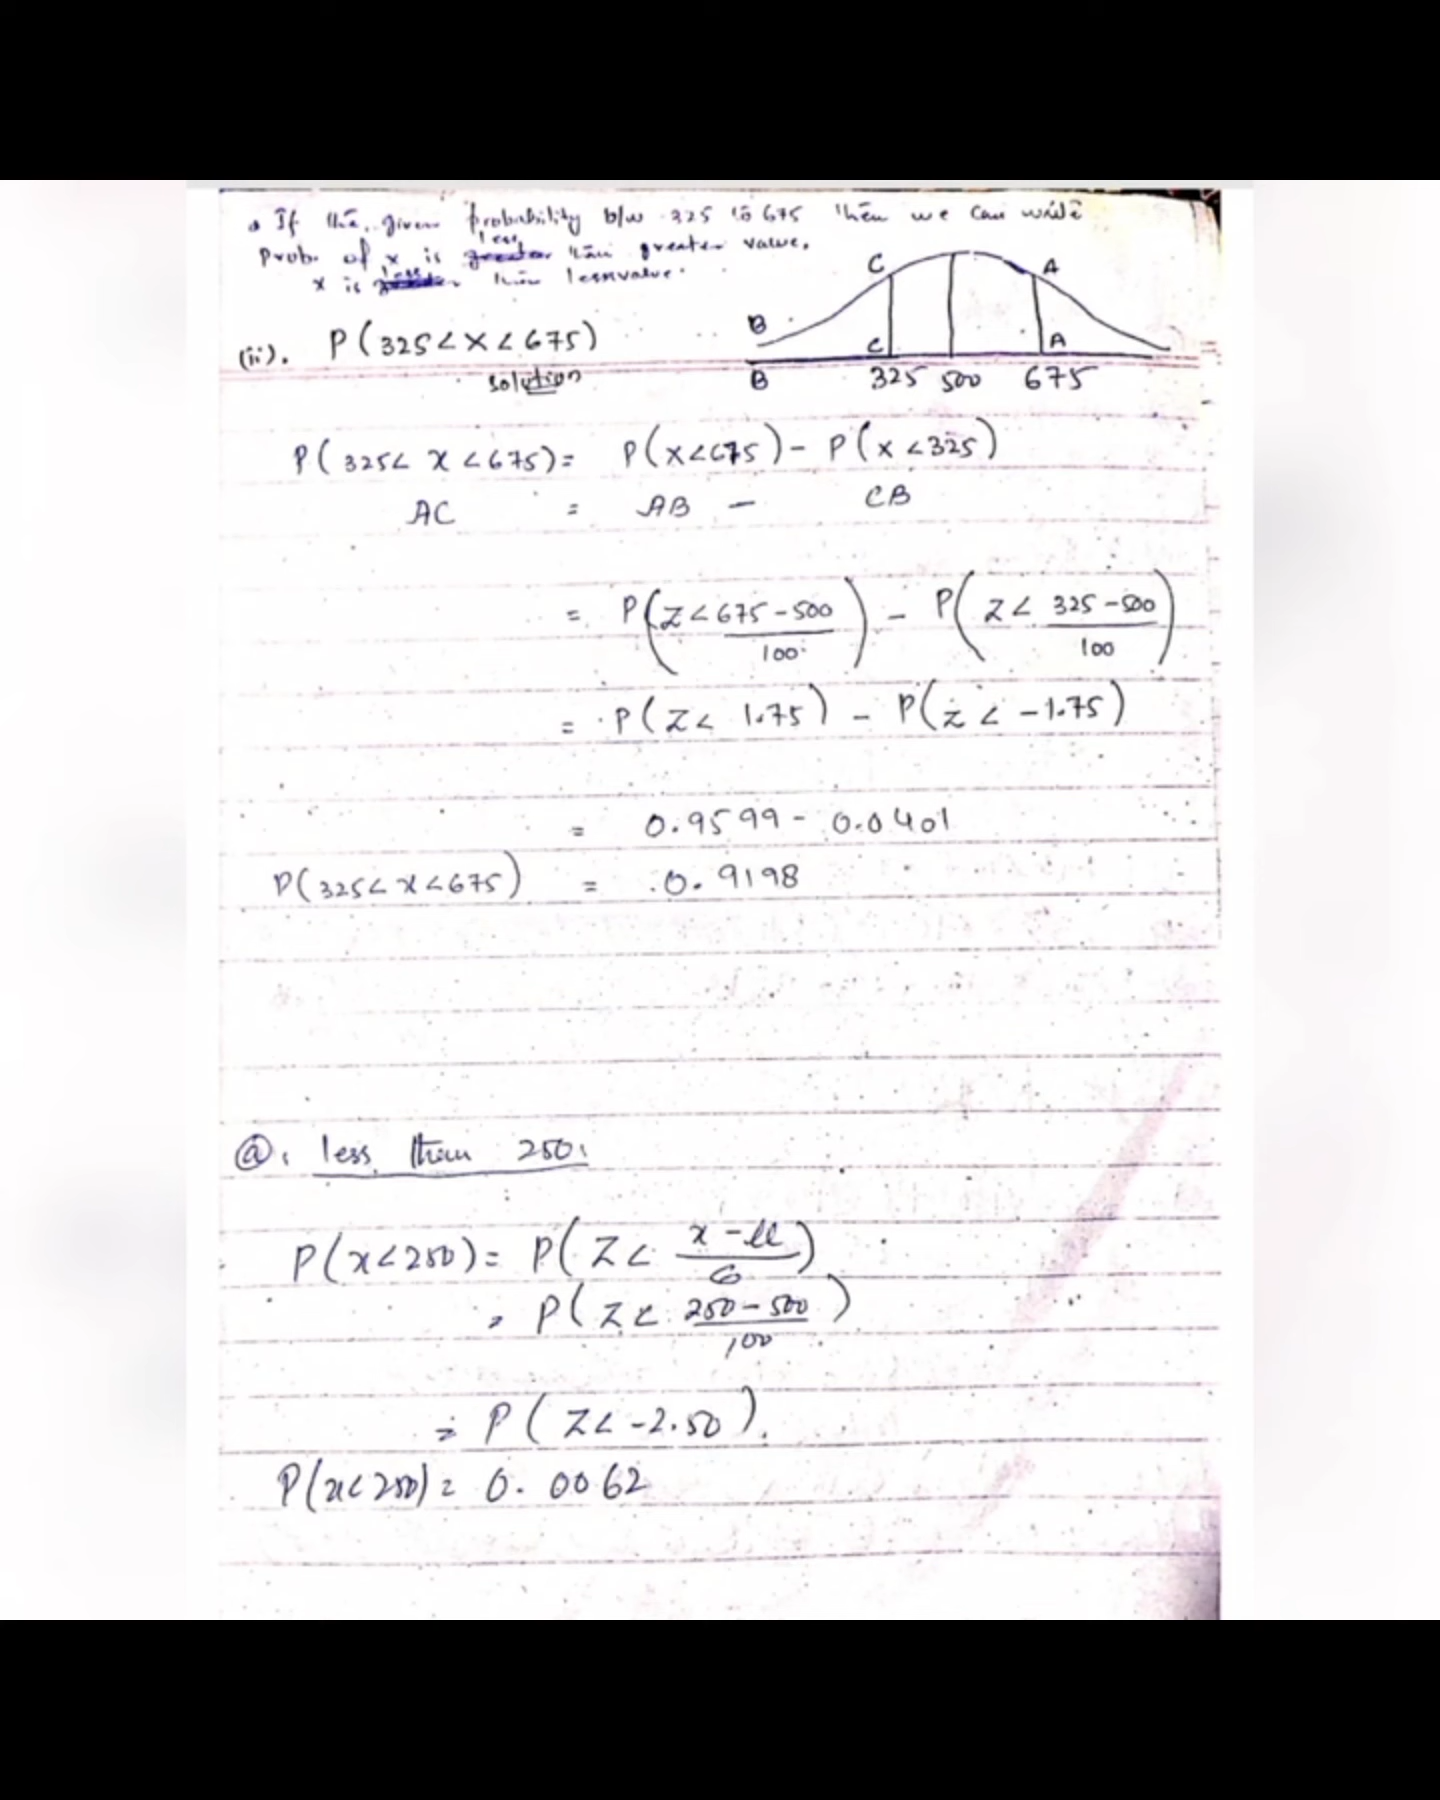 If the given probability b/w 325 to 675 then we can write
Prob. of x is less than greater value,
x is less than less value.
(ii). P(325<X<675)
solution
C A
B C A
B 325 500 675
P(325< x <675)= P(x<675) - P(x <325)
AC = AB - CB
= P(Z< 675-500/100) - P(Z< 325-500/100)
= P(Z< 1.75) - P(z < -1.75)
= 0.9599 - 0.0401
P(325< x <675) = 0.9198
(a). less than 250:
P(x<250) = P(Z< x-μ/σ)
= P(Z< 250-500/100)
= P(Z< -2.50).
P(x<250) = 0.0062